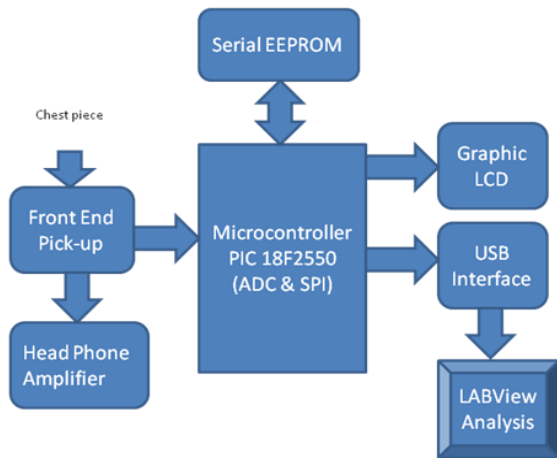 Serial EEPROM
Chest piece
Front End
Pick-up
Head Phone
Amplifier
Microcontroller
PIC 18F2550
(ADC & SPI)
Graphic
LCD
USB
Interface
LABView
Analysis